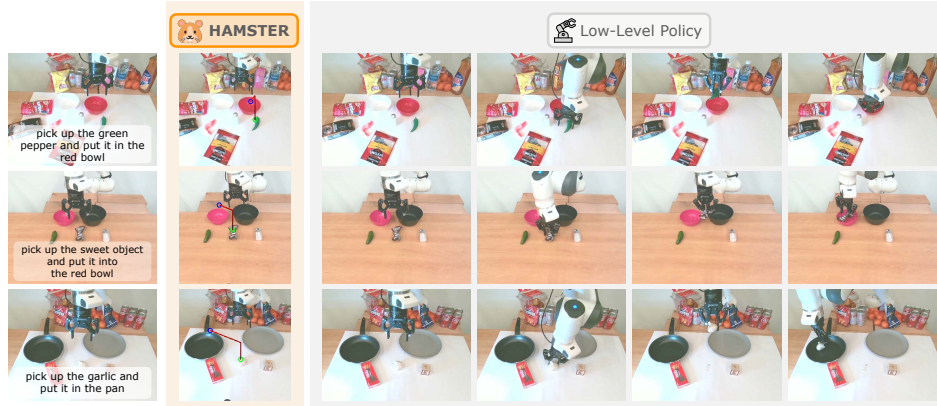 HAMSTER
Low-Level Policy
pick up the green
pepper and put it in the
red bowl
pick up the sweet object
and put it into
the red bowl
pick up the garlic and
put it in the pan